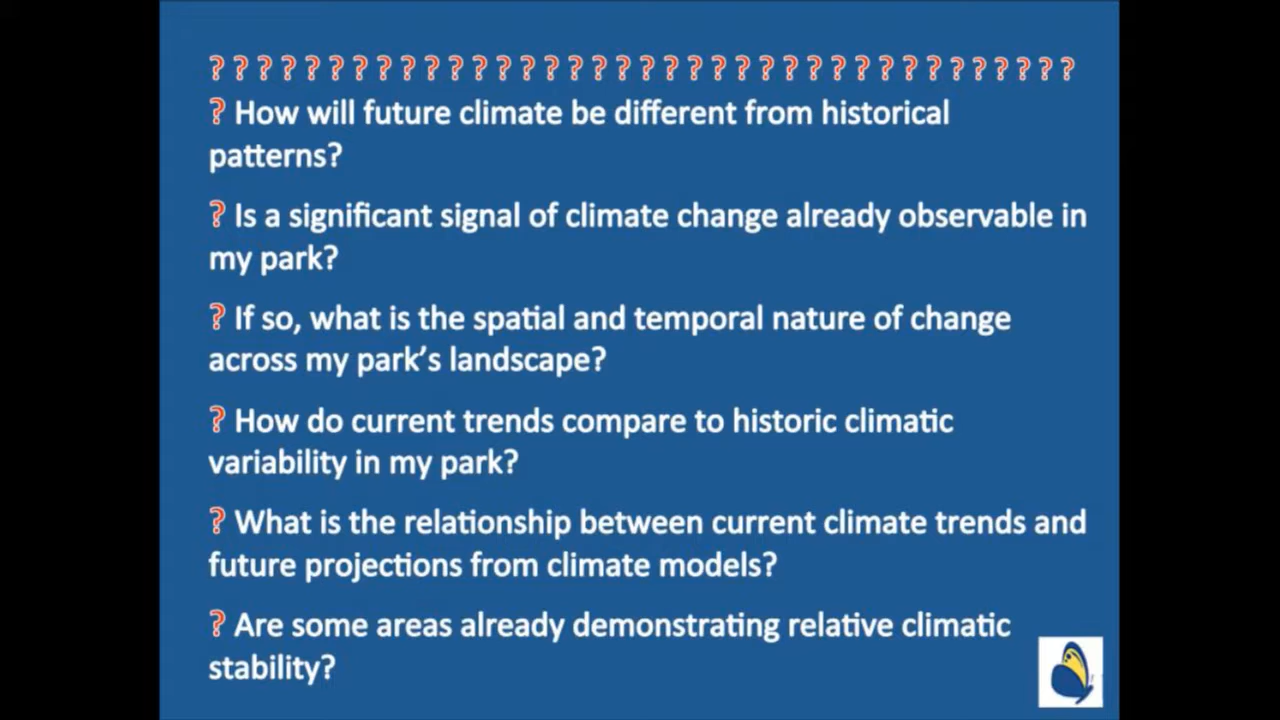 ? ? ? ? ? ? ? ? ? ? ? ? ? ? ? ? ? ? ? ? ? ? ? ? ? ? ? ? ? ? ? ? ? ? ? ? ?
? How will future climate be different from historical
patterns?
? Is a significant signal of climate change already observable in
my park?
? If so, what is the spatial and temporal nature of change
across my park’s landscape?
? How do current trends compare to historic climatic
variability in my park?
? What is the relationship between current climate trends and
future projections from climate models?
? Are some areas already demonstrating relative climatic
stability?